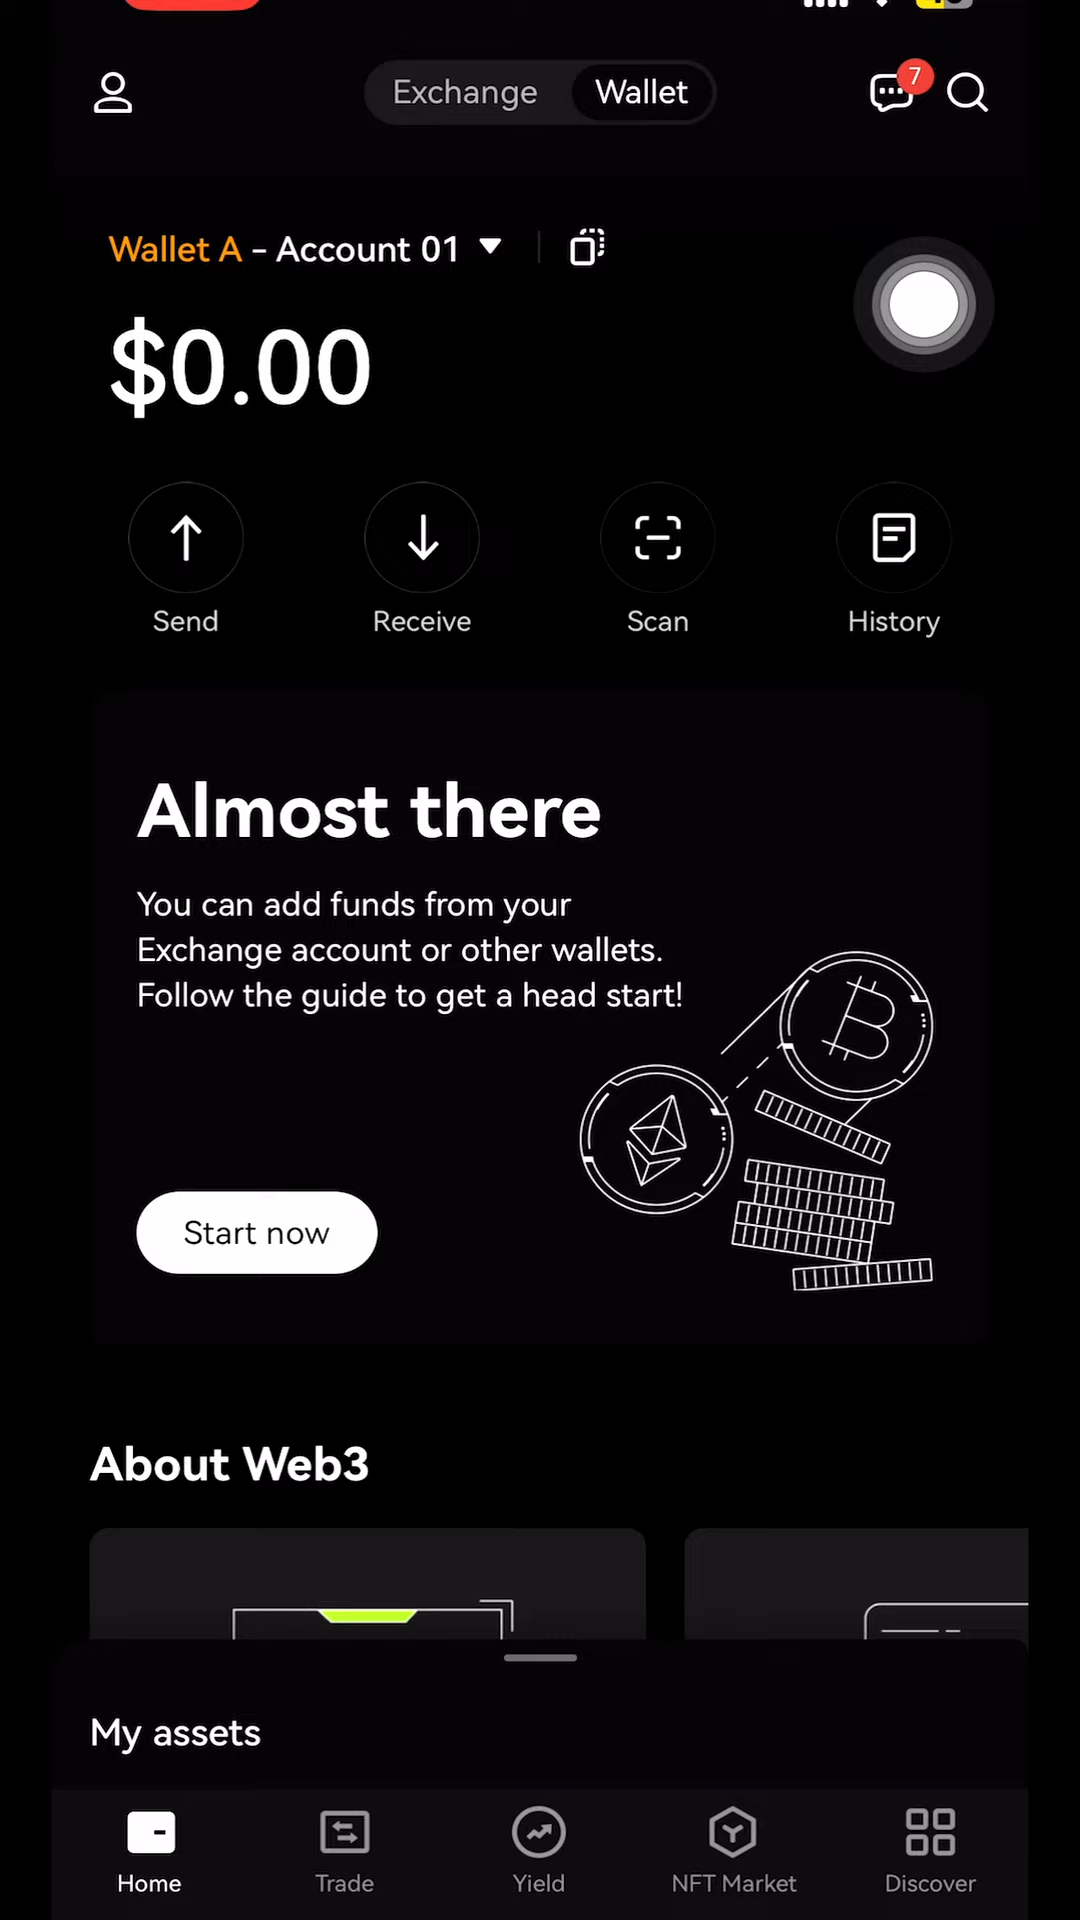 Exchange Wallet 7
Wallet A - Account 01
$0.00
Send Receive Scan History
Almost there
You can add funds from your
Exchange account or other wallets.
Follow the guide to get a head start!
Start now
About Web3
My assets
Home Trade Yield NFT Market Discover